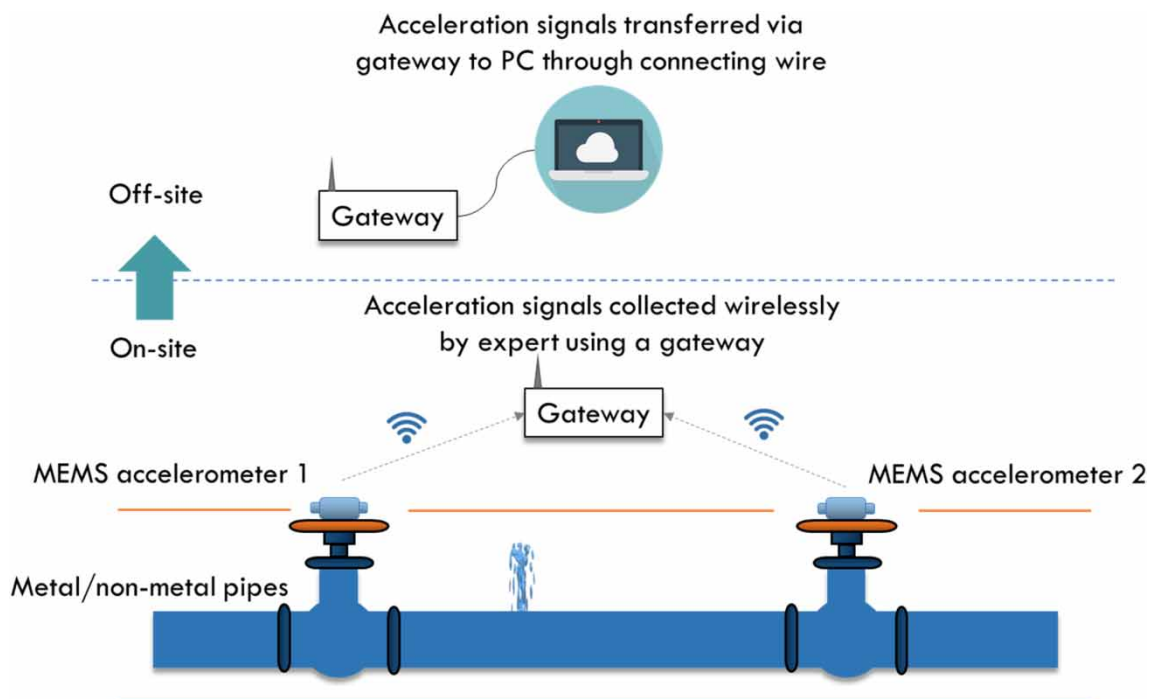 Acceleration signals transferred via
gateway to PC through connecting wire
Off-site
Gateway
Acceleration signals collected wirelessly
by expert using a gateway
On-site
Gateway
MEMS accelerometer 1
MEMS accelerometer 2
Metal/non-metal pipes